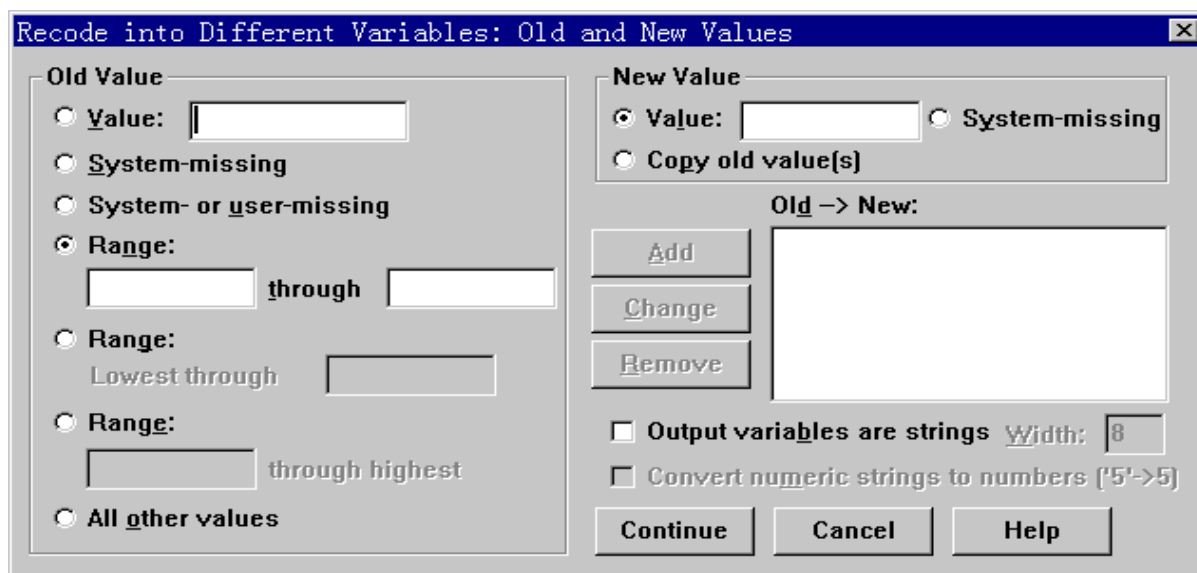 Recode into Different Variables: Old and New Values
Old Value
Value:
System-missing
System- or user-missing
Range:
through
Range:
Lowest through
Range:
through highest
All other values
New Value
Value:
System-missing
Copy old value(s)
Old -> New:
Add
Change
Remove
Output variables are strings Width: 8
Convert numeric strings to numbers ('5'->5)
Continue Cancel Help